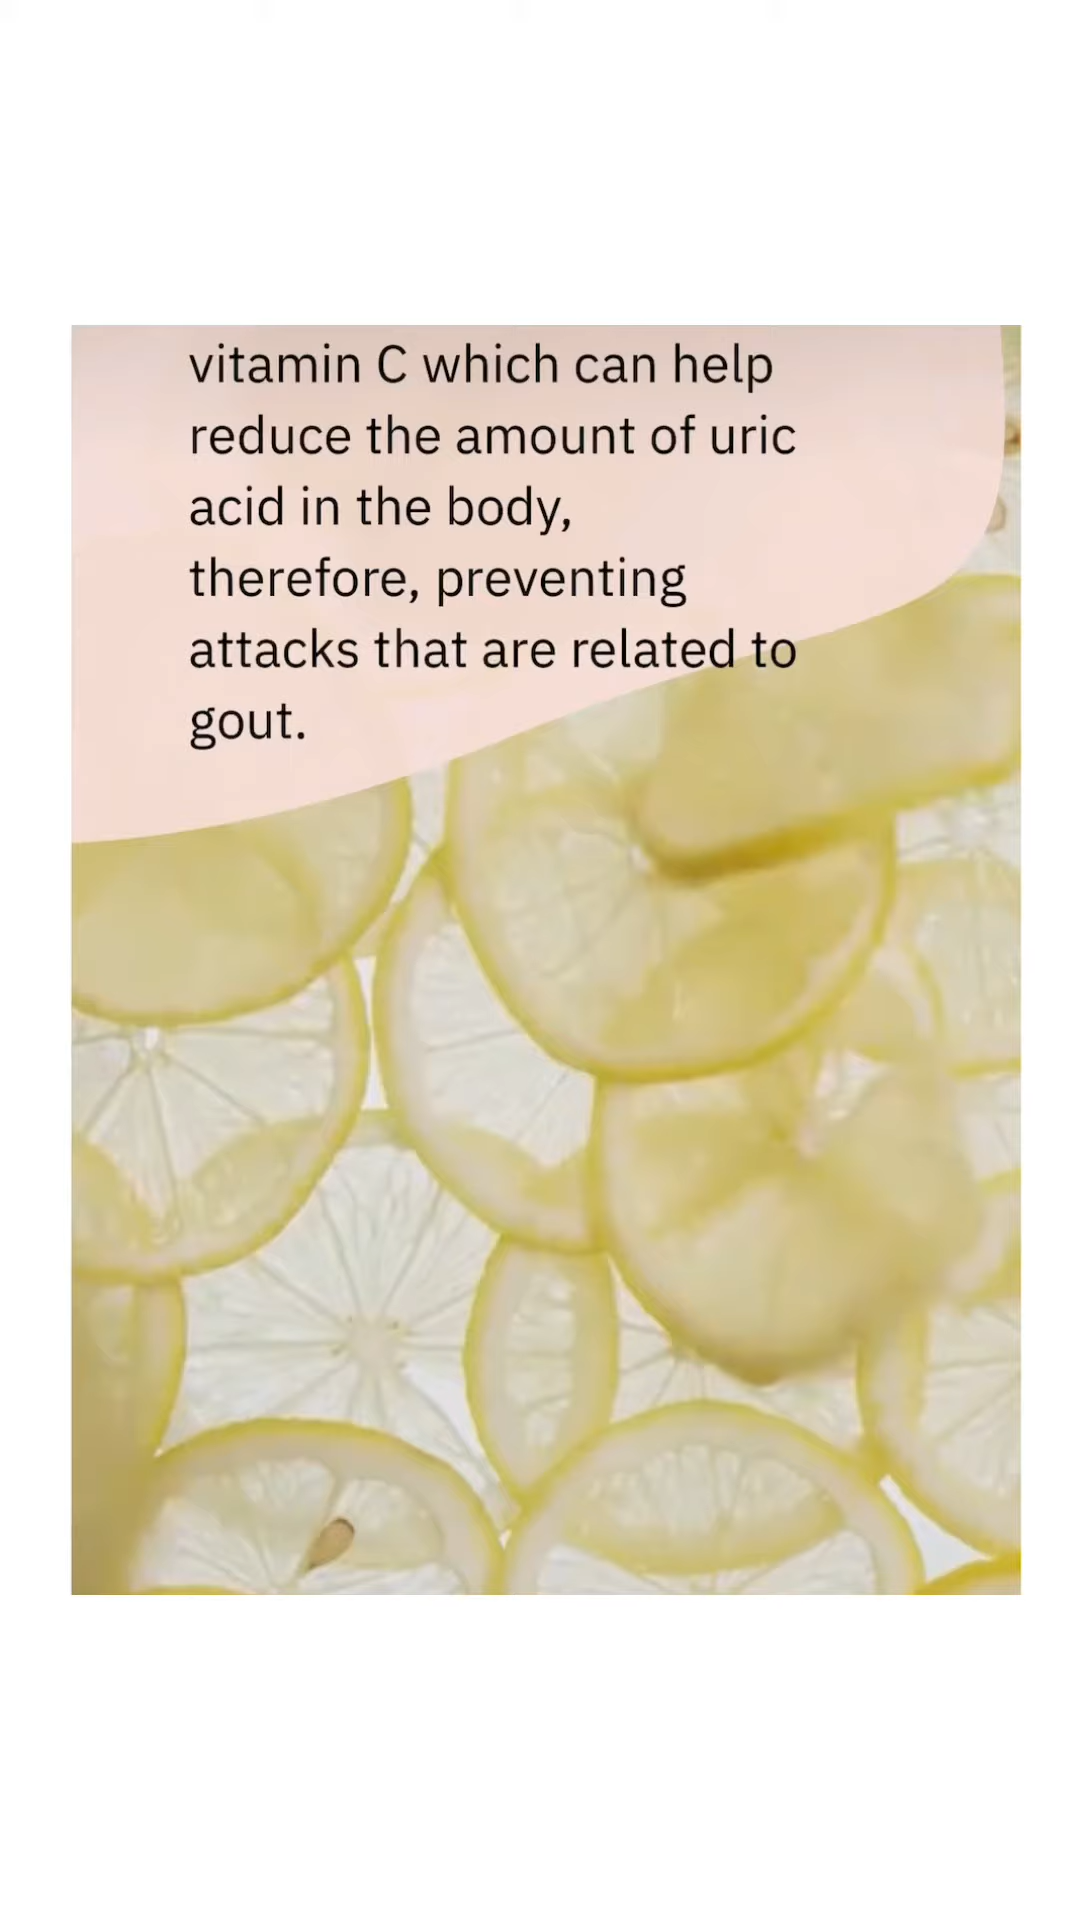 vitamin C which can help
reduce the amount of uric
acid in the body,
therefore, preventing
attacks that are related to
gout.